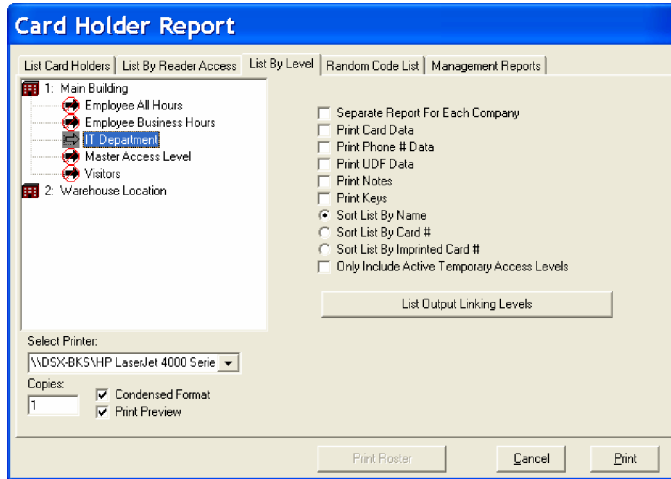 Card Holder Report
List Card Holders List By Reader Access List By Level Random Code List Management Reports
1: Main Building
Employee All Hours
Employee Business Hours
IT Department
Master Access Level
Visitors
2: Warehouse Location
Separate Report For Each Company
Print Card Data
Print Phone # Data
Print UDF Data
Print Notes
Print Keys
Sort List By Name
Sort List By Card #
Sort List By Imprinted Card #
Only Include Active Temporary Access Levels
List Output Linking Levels
Select Printer:
\\DSX-BKS\HP LaserJet 4000 Serie
Copies:
1
Condensed Format
Print Preview
Print Roster Cancel Print